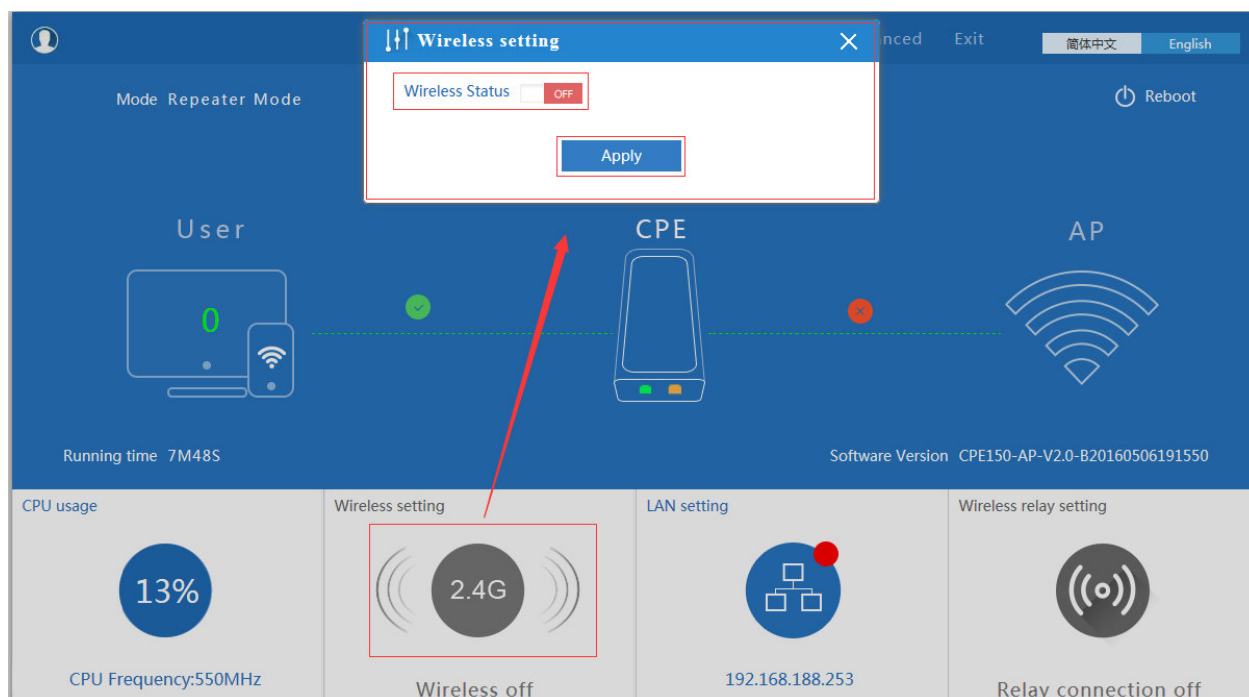 Wireless setting
Exit
简体中文
English
Mode Repeater Mode
Wireless Status OFF
Reboot
Apply
User
CPE
AP
0
Running time 7M48S
Software Version CPE150-AP-V2.0-B20160506191550
CPU usage
Wireless setting
LAN setting
Wireless relay setting
13%
2.4G
CPU Frequency:550MHz
Wireless off
192.168.188.253
Relay connection off